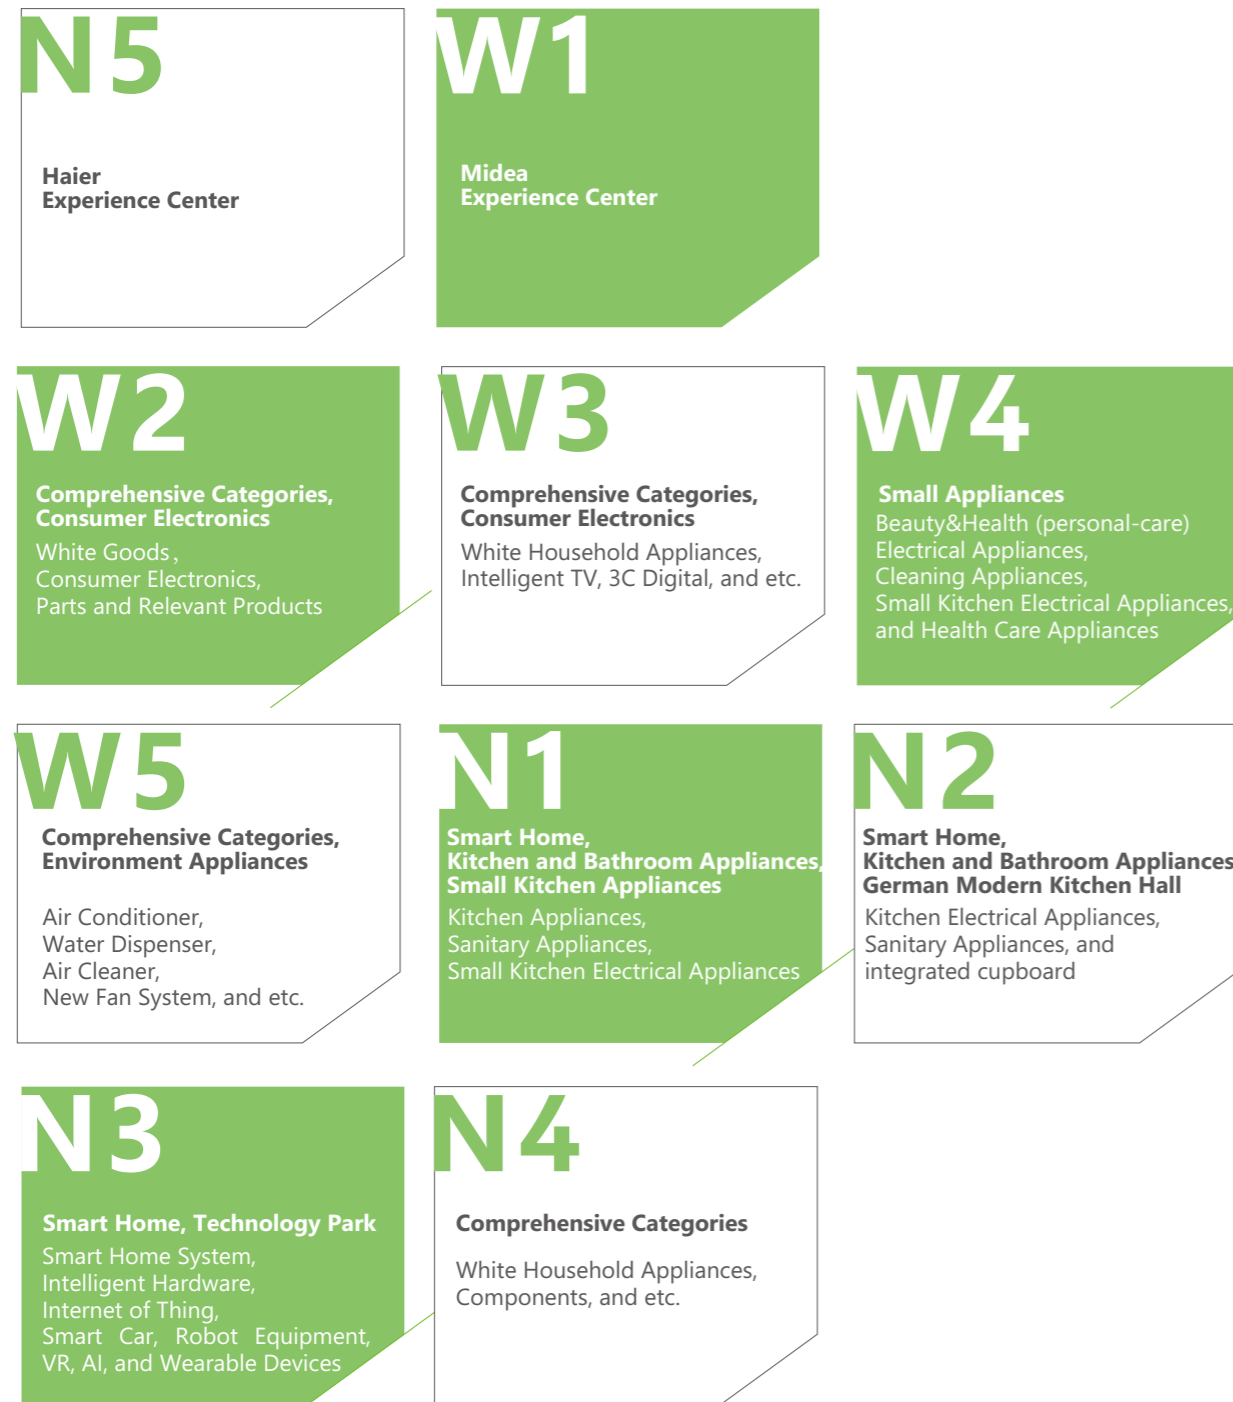 N5
Haier
Experience Center
W1
Midea
Experience Center
W2
Comprehensive Categories,
Consumer Electronics
White Goods，
Consumer Electronics,
Parts and Relevant Products
W3
Comprehensive Categories,
Consumer Electronics
White Household Appliances,
Intelligent TV, 3C Digital, and etc.
W4
Small Appliances
Beauty&Health (personal-care)
Electrical Appliances,
Cleaning Appliances,
Small Kitchen Electrical Appliances,
and Health Care Appliances
W5
Comprehensive Categories,
Environment Appliances
Air Conditioner,
Water Dispenser,
Air Cleaner,
New Fan System, and etc.
N1
Smart Home,
Kitchen and Bathroom Appliances,
Small Kitchen Appliances
Kitchen Appliances,
Sanitary Appliances,
Small Kitchen Electrical Appliances
N2
Smart Home,
Kitchen and Bathroom Appliances
German Modern Kitchen Hall
Kitchen Electrical Appliances,
Sanitary Appliances, and
integrated cupboard
N3
Smart Home, Technology Park
Smart Home System,
Intelligent Hardware,
Internet of Thing,
Smart Car, Robot Equipment,
VR, AI, and Wearable Devices
N4
Comprehensive Categories
White Household Appliances,
Components, and etc.